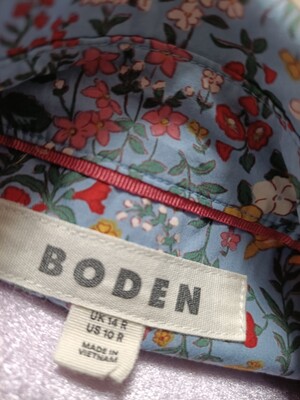 BODEN
UK 14 R
US 10 R
MADE IN
VIETNAM